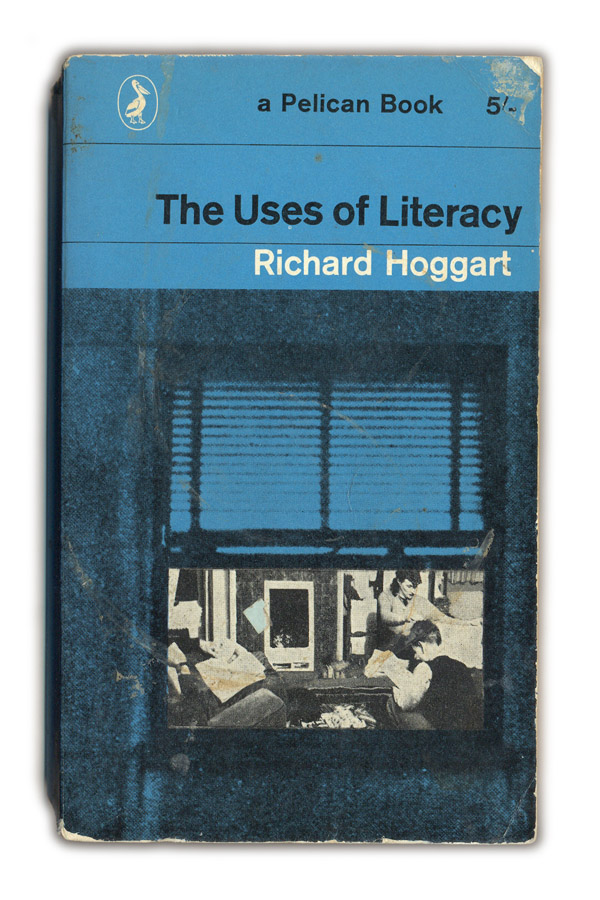 a Pelican Book 5/-
The Uses of Literacy
Richard Hoggart